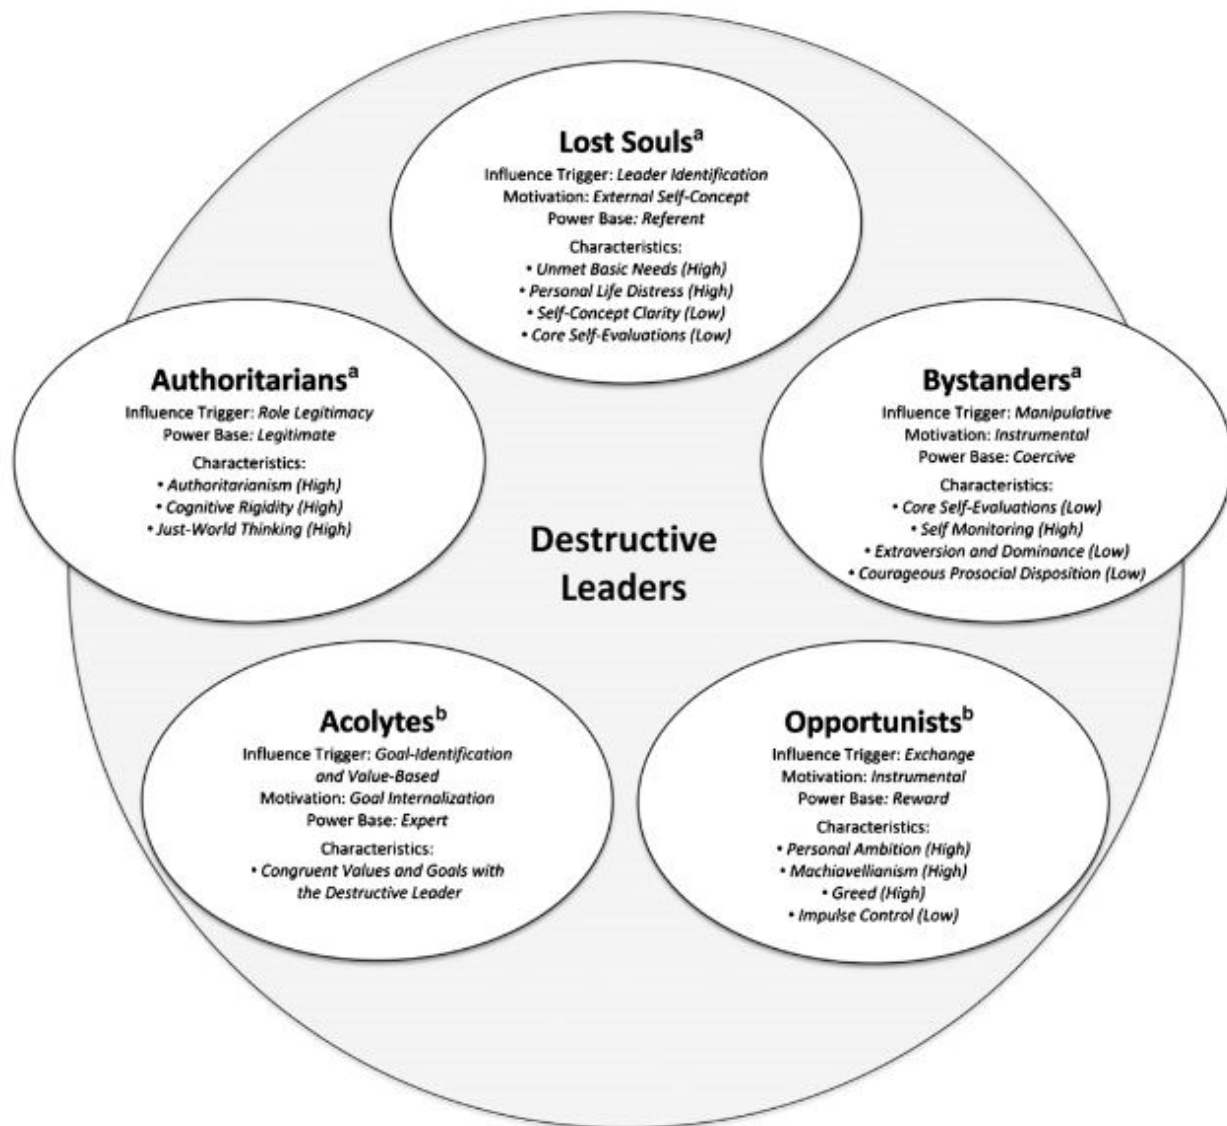 Lost Souls^a
Influence Trigger: Leader Identification
Motivation: External Self-Concept
Power Base: Referent
Characteristics:
• Unmet Basic Needs (High)
• Personal Life Distress (High)
• Self-Concept Clarity (Low)
• Core Self-Evaluations (Low)
Authoritarians^a
Influence Trigger: Role Legitimacy
Power Base: Legitimate
Characteristics:
• Authoritarianism (High)
• Cognitive Rigidity (High)
• Just-World Thinking (High)
Bystanders^a
Influence Trigger: Manipulative
Motivation: Instrumental
Power Base: Coercive
Characteristics:
• Core Self-Evaluations (Low)
• Self Monitoring (High)
• Extraversion and Dominance (Low)
• Courageous Prosocial Disposition (Low)
Destructive
Leaders
Acolytes^b
Influence Trigger: Goal-Identification
and Value-Based
Motivation: Goal Internalization
Power Base: Expert
Characteristics:
• Congruent Values and Goals with
the Destructive Leader
Opportunists^b
Influence Trigger: Exchange
Motivation: Instrumental
Power Base: Reward
Characteristics:
• Personal Ambition (High)
• Machiavellianism (High)
• Greed (High)
• Impulse Control (Low)